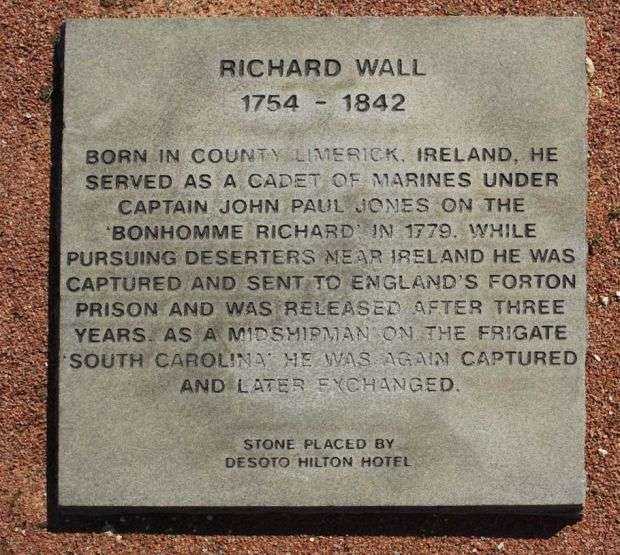 RICHARD WALL
1754 - 1842
BORN IN COUNTY LIMERICK, IRELAND, HE
SERVED AS A CADET OF MARINES UNDER
CAPTAIN JOHN PAUL JONES ON THE
'BONHOMME RICHARD' IN 1779. WHILE
PURSUING DESERTERS NEAR IRELAND HE WAS
CAPTURED AND SENT TO ENGLAND'S FORTON
PRISON AND WAS RELEASED AFTER THREE
YEARS. AS A MIDSHIPMAN ON THE FRIGATE
'SOUTH CAROLINA' HE WAS AGAIN CAPTURED
AND LATER EXCHANGED.
STONE PLACED BY
DESOTO HILTON HOTEL